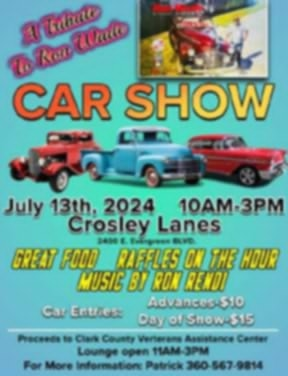 A Tribute
To Ron Wade
CAR SHOW
July 13th, 2024 10AM-3PM
Crosley Lanes
2400 E. Evergreen BLVD.
GREAT FOOD RAFFLES ON THE HOUR
MUSIC BY RON RENDI
Car Entries:
Advances-$10
Day of Show-$15
Proceeds to Clark County Verterans Assistance Center
Lounge open 11AM-3PM
For More Information: Patrick 360-567-9814